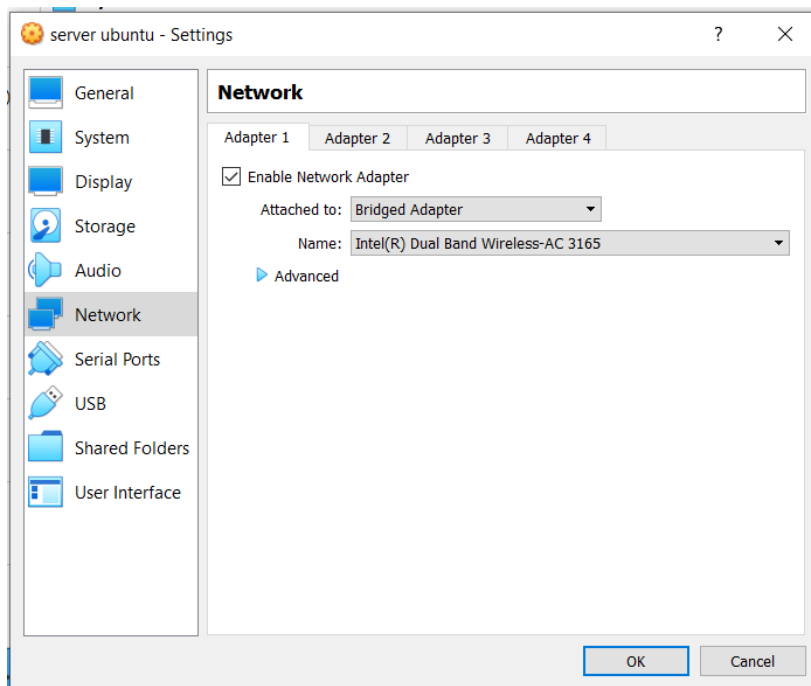 server ubuntu - Settings ? X
General
System
Display
Storage
Audio
Network
Serial Ports
USB
Shared Folders
User Interface
Network
Adapter 1 Adapter 2 Adapter 3 Adapter 4
Enable Network Adapter
Attached to: Bridged Adapter
Name: Intel(R) Dual Band Wireless-AC 3165
Advanced
OK Cancel